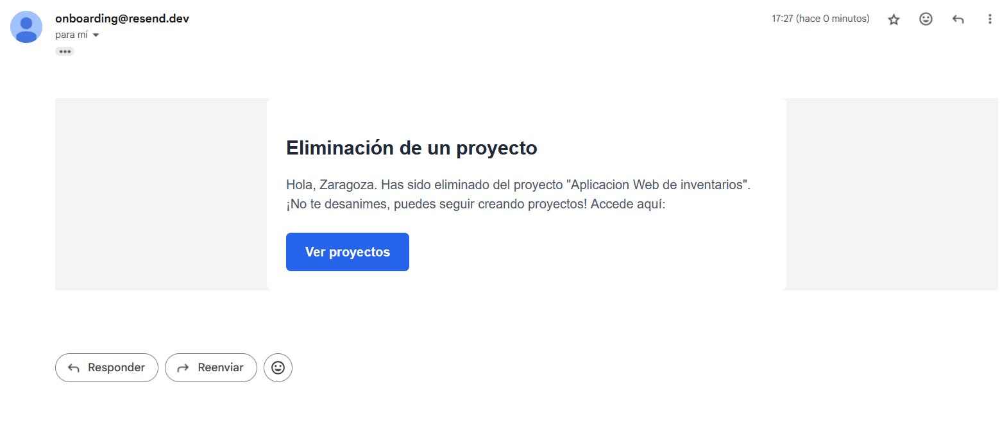 onboarding@resend.dev
17:27 (hace 0 minutos)
para mí
Eliminación de un proyecto
Hola, Zaragoza. Has sido eliminado del proyecto "Aplicacion Web de inventarios".
¡No te desanimes, puedes seguir creando proyectos! Accede aquí:
Ver proyectos
Responder
Reenviar